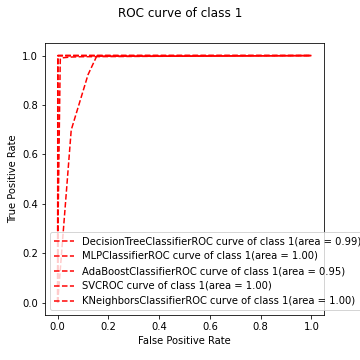 ROC curve of class 1
1.0
0.8
0.6
0.4
0.2
0.0
True Positive Rate
DecisionTreeClassifierROC curve of class 1(area = 0.99)
MLPClassifierROC curve of class 1(area = 1.00)
AdaBoostClassifierROC curve of class 1(area = 0.95)
SVCROC curve of class 1(area = 1.00)
KNeighborsClassifierROC curve of class 1(area = 1.00)
0.0 0.2 0.4 0.6 0.8 1.0
False Positive Rate